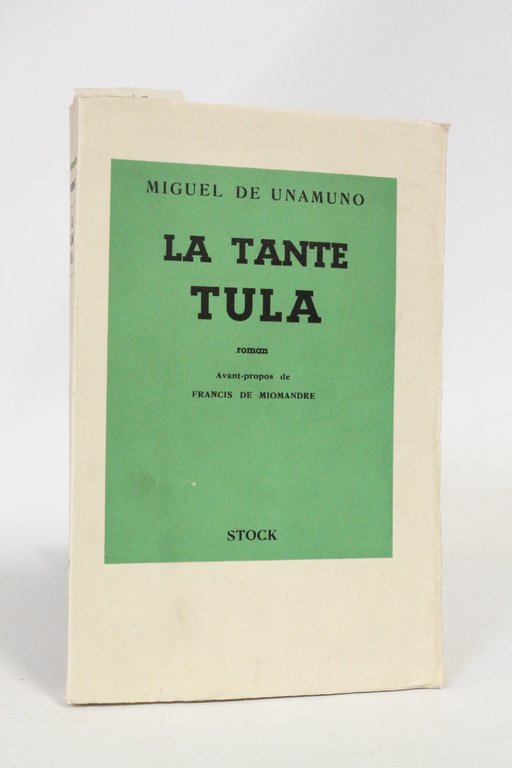 MIGUEL DE UNAMUNO
LA TANTE
TULA
roman
Avant-propos de
FRANCIS DE MIOMANDRE
STOCK